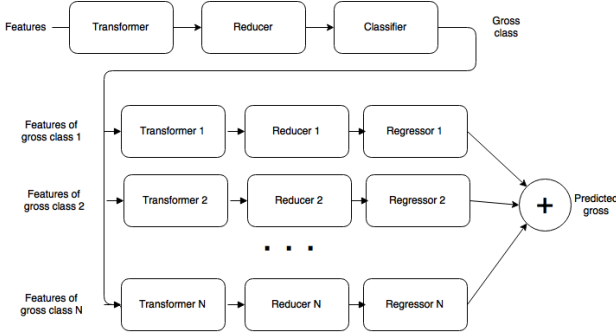 Features
Transformer
Reducer
Classifier
Gross
class
Features of
gross class 1
Transformer 1
Reducer 1
Regressor 1
Features of
gross class 2
Transformer 2
Reducer 2
Regressor 2
+
Predicted
gross
. . .
Features of
gross class N
Transformer N
Reducer N
Regressor N